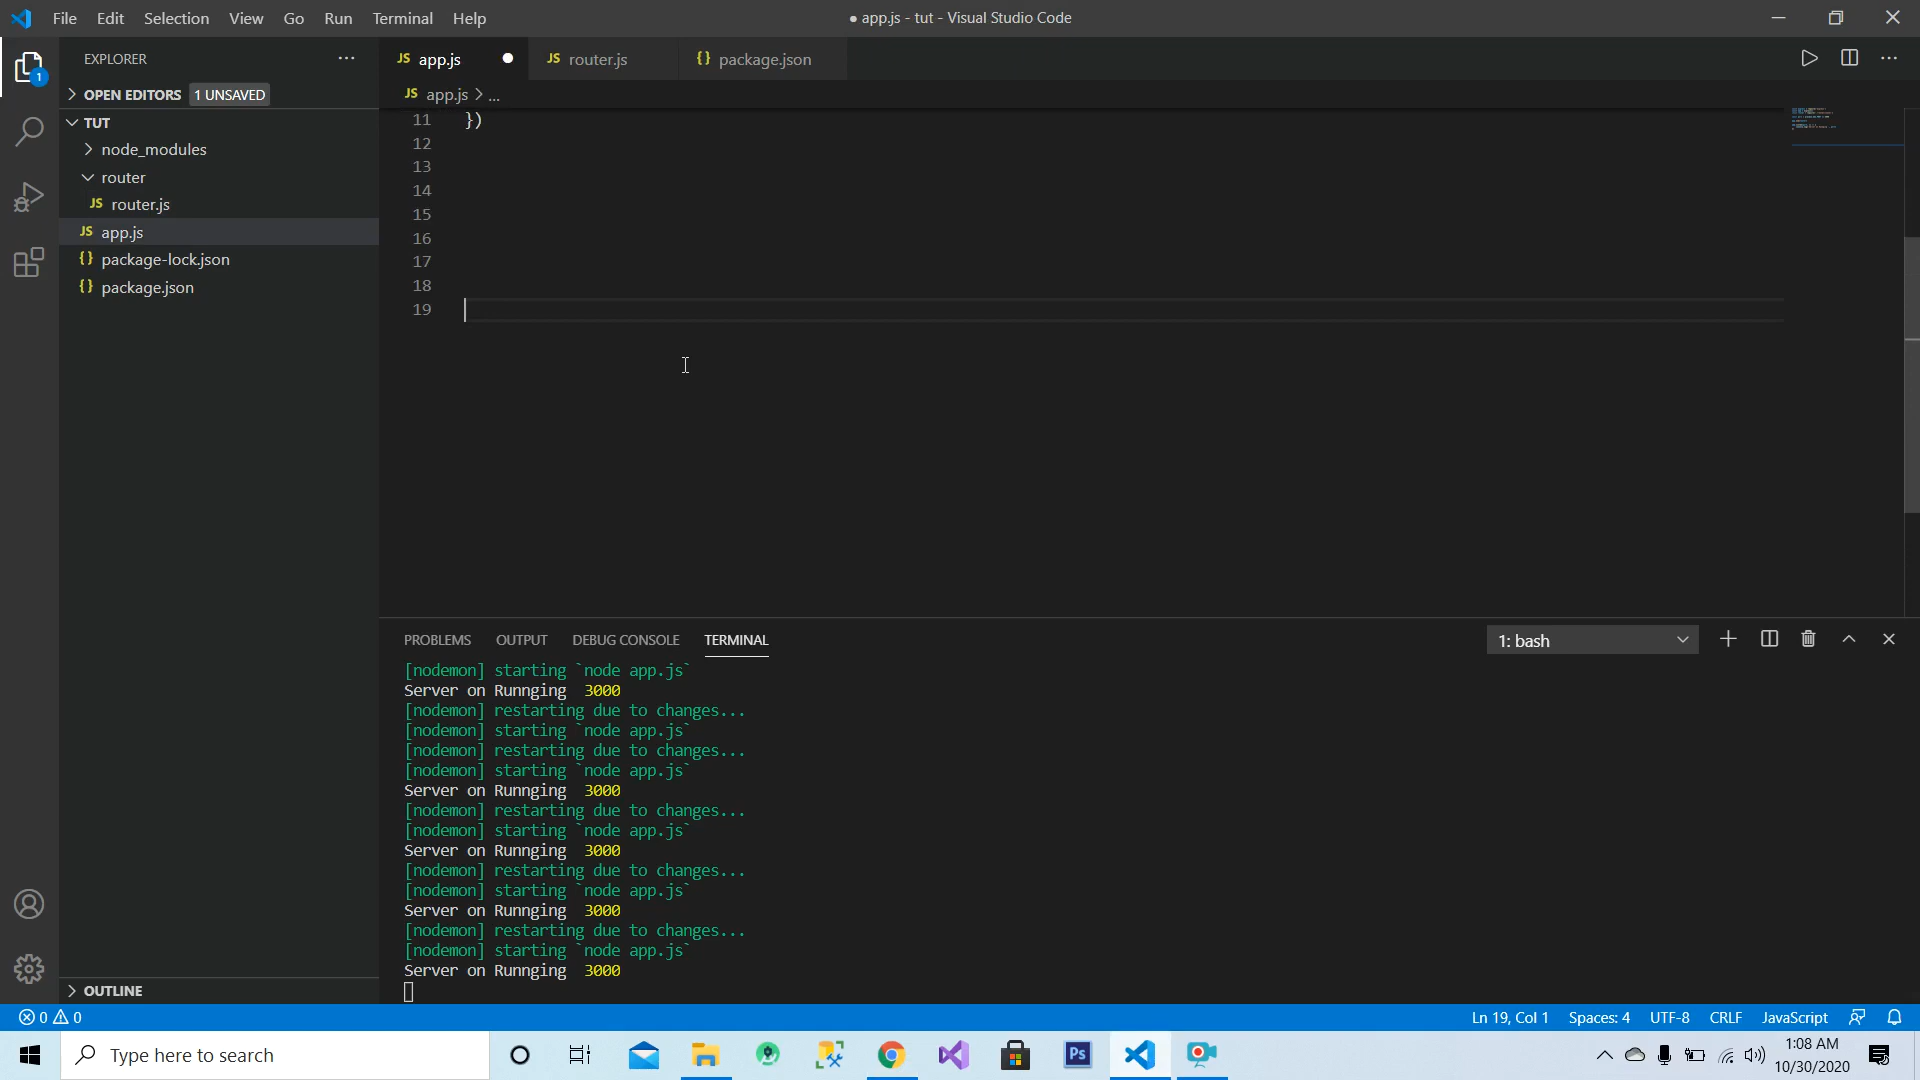 File Edit Selection View Go Run Terminal Help
● app.js - tut - Visual Studio Code
EXPLORER
1
OPEN EDITORS 1 UNSAVED
TUT
node_modules
router
JS router.js
JS app.js
{} package-lock.json
{} package.json
OUTLINE
JS app.js
JS router.js
{} package.json
JS app.js > ...
11 })
12
13
14
15
16
17
18
19
PROBLEMS OUTPUT DEBUG CONSOLE TERMINAL
1: bash
[nodemon] starting `node app.js`
Server on Runnging 3000
[nodemon] restarting due to changes...
[nodemon] starting `node app.js`
[nodemon] restarting due to changes...
[nodemon] starting `node app.js`
Server on Runnging 3000
[nodemon] restarting due to changes...
[nodemon] starting `node app.js`
Server on Runnging 3000
[nodemon] restarting due to changes...
[nodemon] starting `node app.js`
Server on Runnging 3000
[nodemon] restarting due to changes...
[nodemon] starting `node app.js`
Server on Runnging 3000
0 0
Ln 19, Col 1 Spaces: 4 UTF-8 CRLF JavaScript
Type here to search
Ps
1:08 AM
10/30/2020